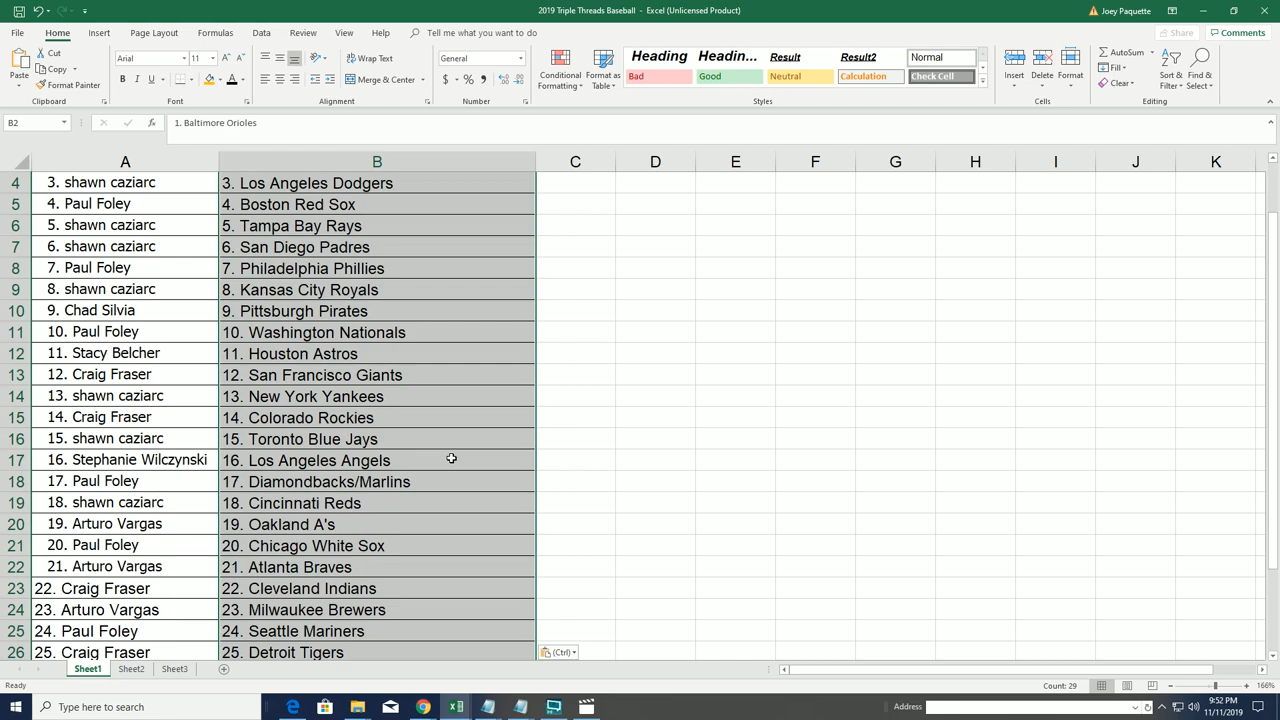 2019 Triple Threads Baseball - Excel (Unlicensed Product)
Joey Paquette
File Home Insert Page Layout Formulas Data Review View Help Tell me what you want to do
Share Comments
Paste
Cut
Copy
Format Painter
Clipboard
Arial 11
B I U
Font
Wrap Text
Merge & Center
Alignment
General
$ % ,
Number
Conditional Formatting
Format as Table
Heading Headin... Result Result2 Normal
Bad Good Neutral Calculation Check Cell
Styles
Insert Delete Format
Cells
AutoSum
Fill
Clear
Sort & Filter
Find & Select
Editing
B2 fx 1. Baltimore Orioles
A B C D E F G H I J K
4 3. shawn caziarc 3. Los Angeles Dodgers
5 4. Paul Foley 4. Boston Red Sox
6 5. shawn caziarc 5. Tampa Bay Rays
7 6. shawn caziarc 6. San Diego Padres
8 7. Paul Foley 7. Philadelphia Phillies
9 8. shawn caziarc 8. Kansas City Royals
10 9. Chad Silvia 9. Pittsburgh Pirates
11 10. Paul Foley 10. Washington Nationals
12 11. Stacy Belcher 11. Houston Astros
13 12. Craig Fraser 12. San Francisco Giants
14 13. shawn caziarc 13. New York Yankees
15 14. Craig Fraser 14. Colorado Rockies
16 15. shawn caziarc 15. Toronto Blue Jays
17 16. Stephanie Wilczynski 16. Los Angeles Angels
18 17. Paul Foley 17. Diamondbacks/Marlins
19 18. shawn caziarc 18. Cincinnati Reds
20 19. Arturo Vargas 19. Oakland A's
21 20. Paul Foley 20. Chicago White Sox
22 21. Arturo Vargas 21. Atlanta Braves
23 22. Craig Fraser 22. Cleveland Indians
24 23. Arturo Vargas 23. Milwaukee Brewers
25 24. Paul Foley 24. Seattle Mariners
26 25. Craig Fraser 25. Detroit Tigers
(Ctrl)
Sheet1 Sheet2 Sheet3
Ready Count: 29 166%
Type here to search
Address
9:52 PM
11/11/2019